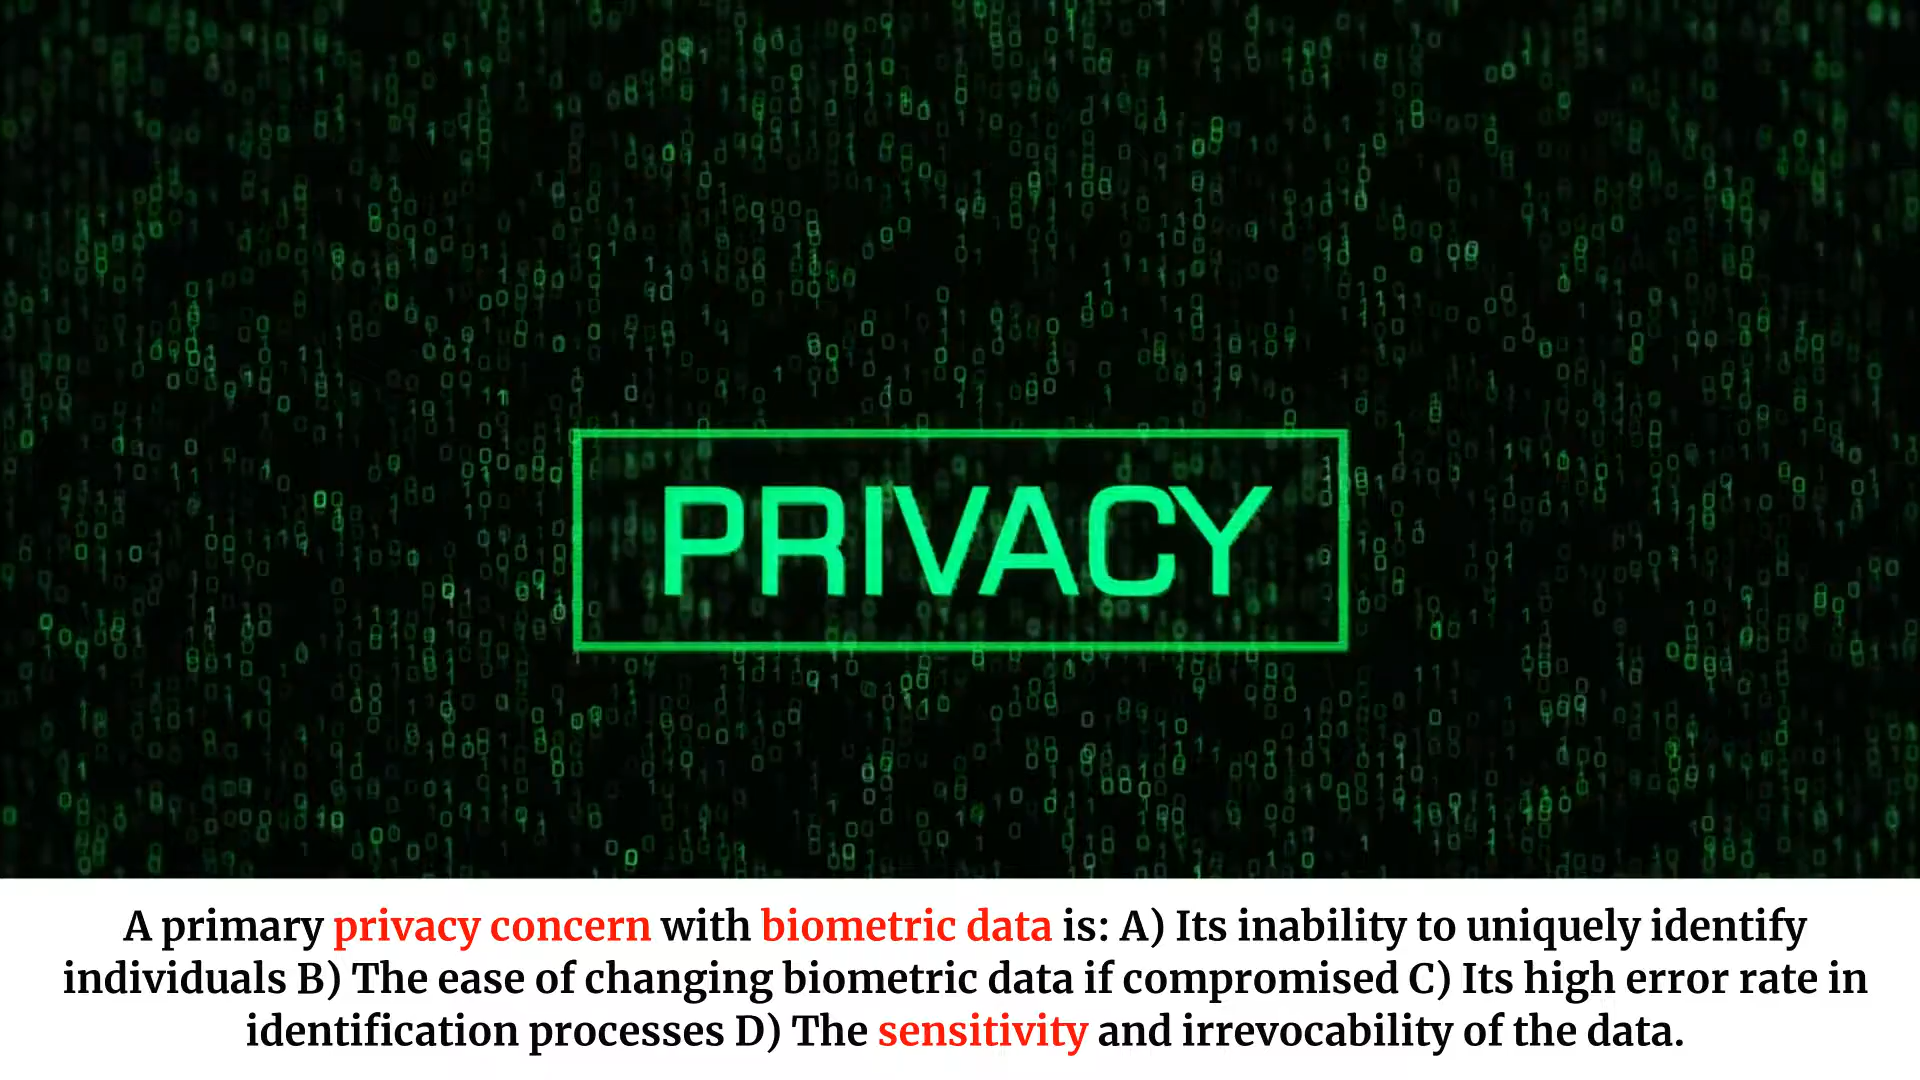 PRIVACY
A primary privacy concern with biometric data is: A) Its inability to uniquely identify
individuals B) The ease of changing biometric data if compromised C) Its high error rate in
identification processes D) The sensitivity and irrevocability of the data.